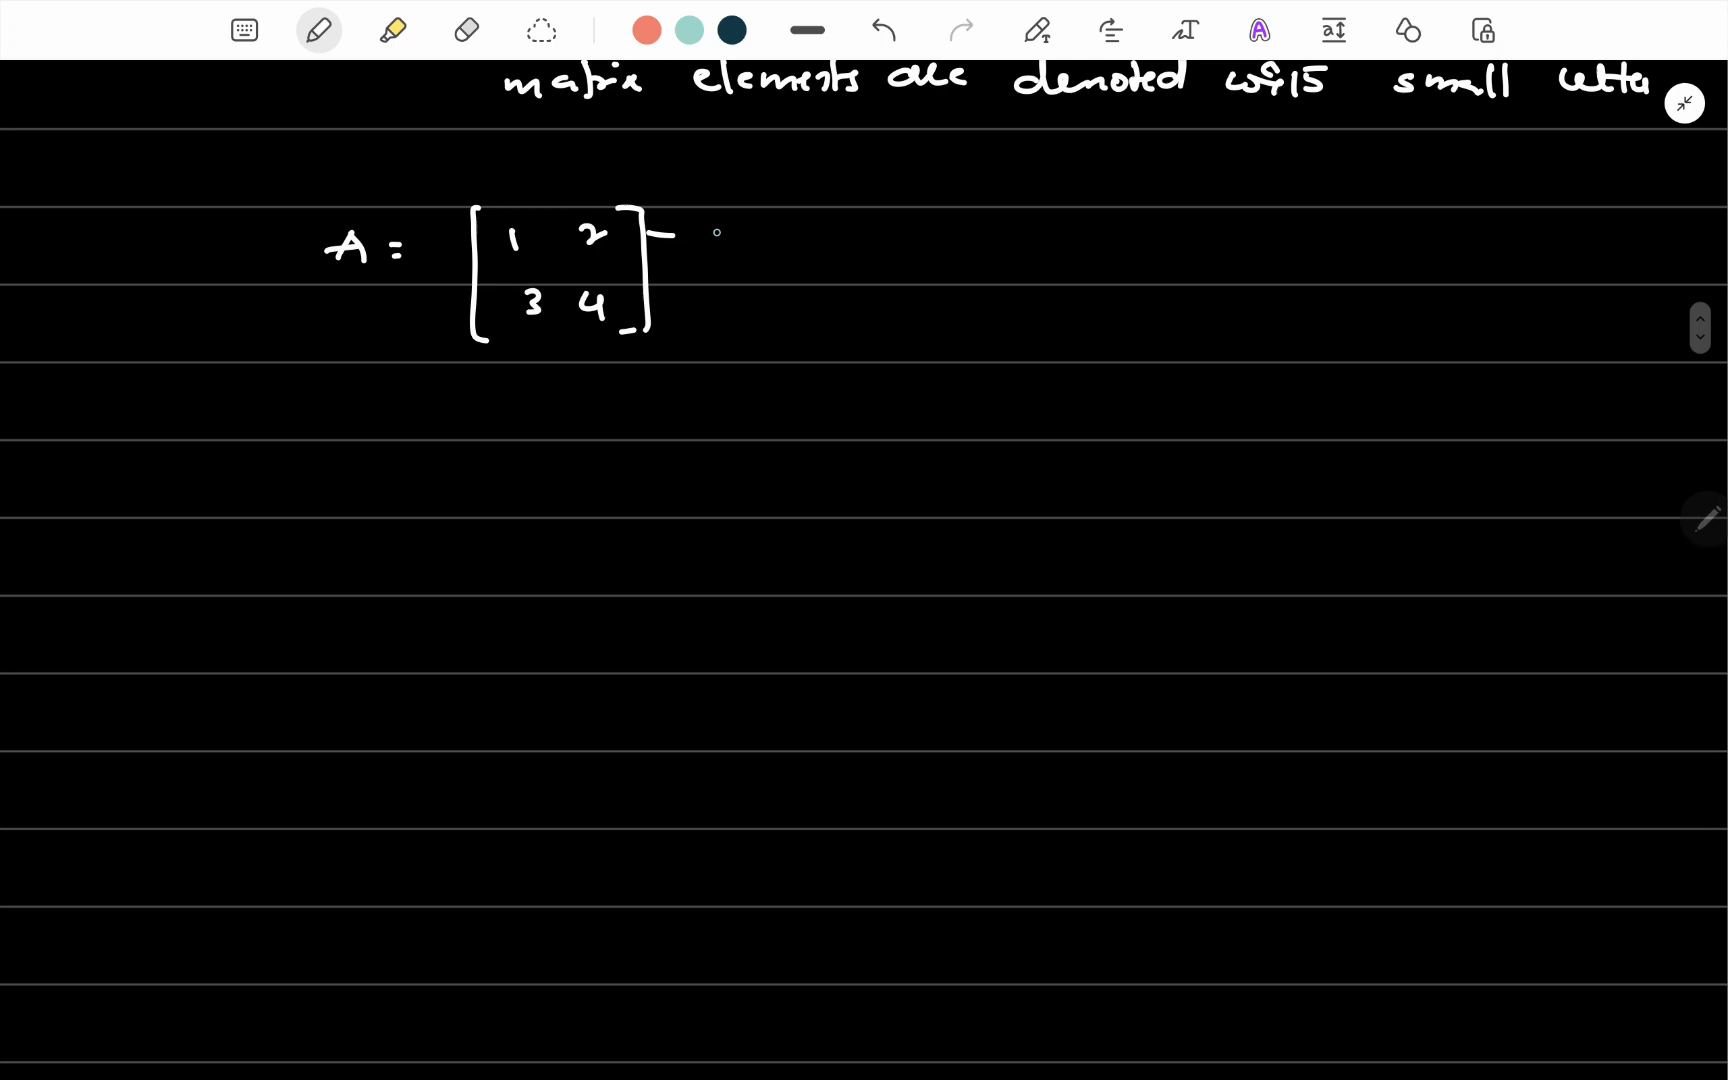 matrix elements are denoted with small letter
A = [ 1 2
3 4 ] –